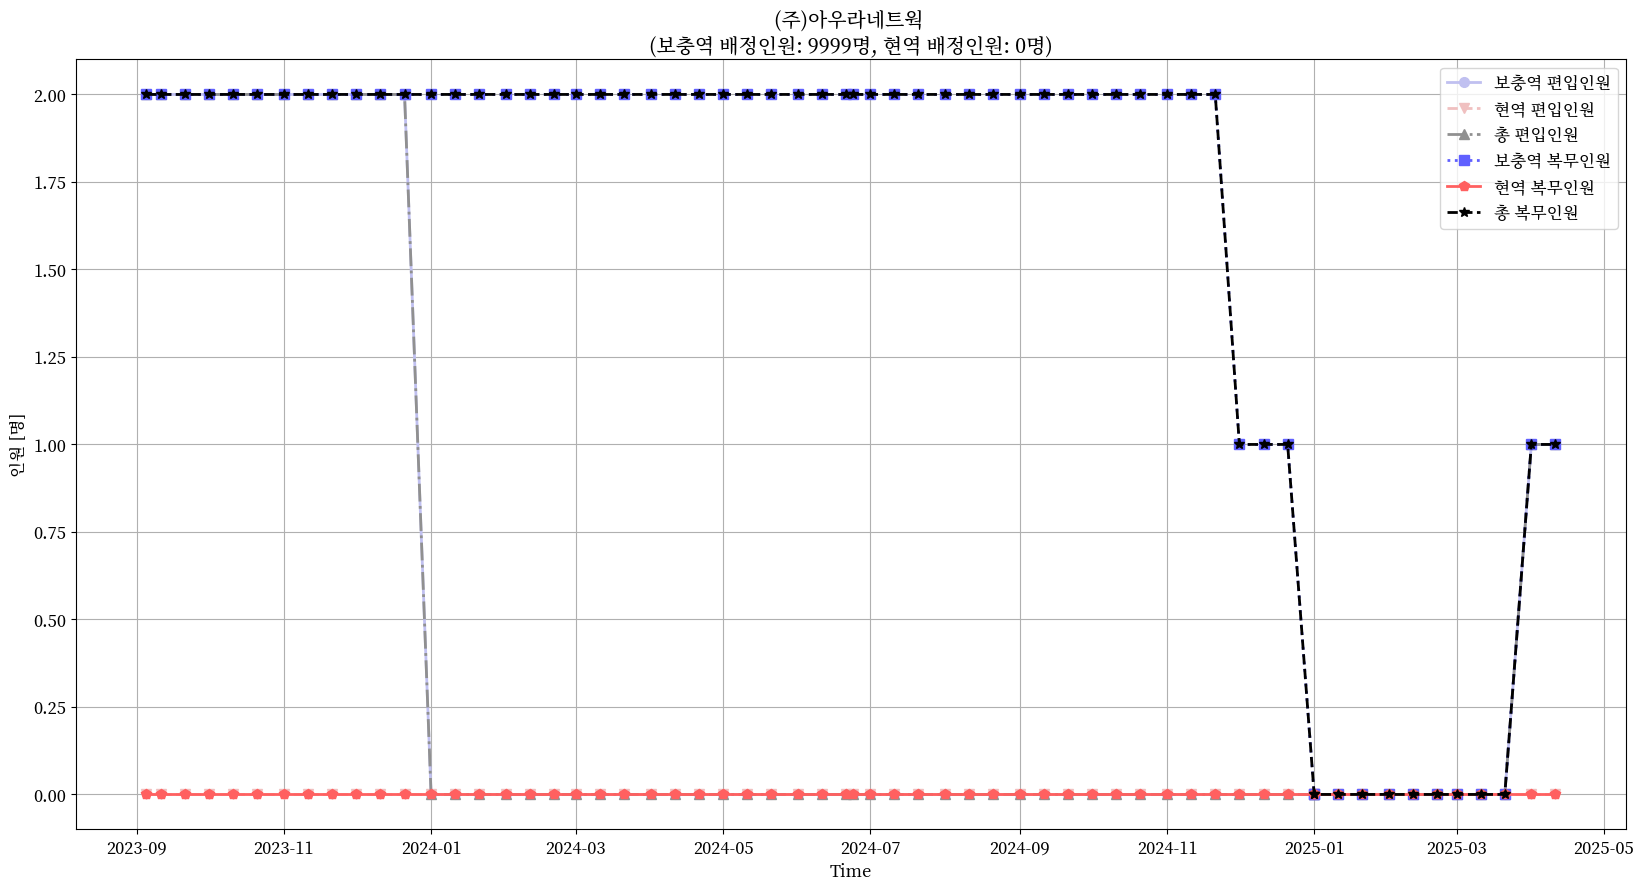 (주)아우라네트웍
(보충역 배정인원: 9999명, 현역 배정인원: 0명)
보충역 편입인원
현역 편입인원
총 편입인원
보충역 복무인원
현역 복무인원
총 복무인원
2.00
1.75
1.50
1.25
1.00
0.75
0.50
0.25
0.00
인원 [명]
2023-09 2023-11 2024-01 2024-03 2024-05 2024-07 2024-09 2024-11 2025-01 2025-03 2025-05
Time